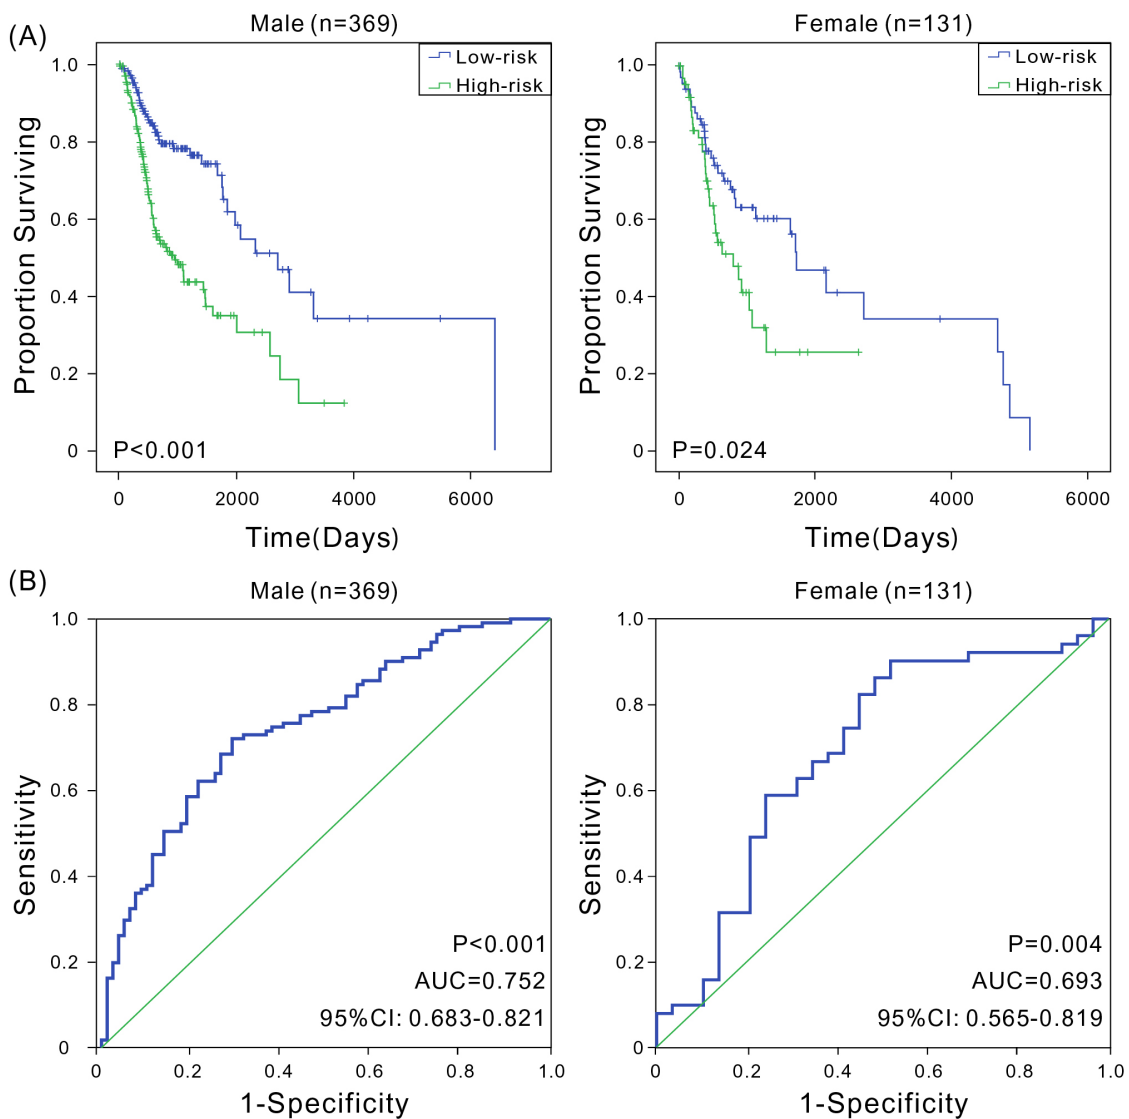 (A)
Male (n=369)
Low-risk
High-risk
Proportion Surviving
1.0
0.8
0.6
0.4
0.2
0
P<0.001
0
2000
4000
6000
Time(Days)
Female (n=131)
Low-risk
High-risk
Proportion Surviving
1.0
0.8
0.6
0.4
0.2
0
P=0.024
0
2000
4000
6000
Time(Days)
(B)
Male (n=369)
Sensitivity
1.0
0.8
0.6
0.4
0.2
0
P<0.001
AUC=0.752
95%CI: 0.683-0.821
0
0.2
0.4
0.6
0.8
1.0
1-Specificity
Female (n=131)
Sensitivity
1.0
0.8
0.6
0.4
0.2
0
P=0.004
AUC=0.693
95%CI: 0.565-0.819
0
0.2
0.4
0.6
0.8
1.0
1-Specificity